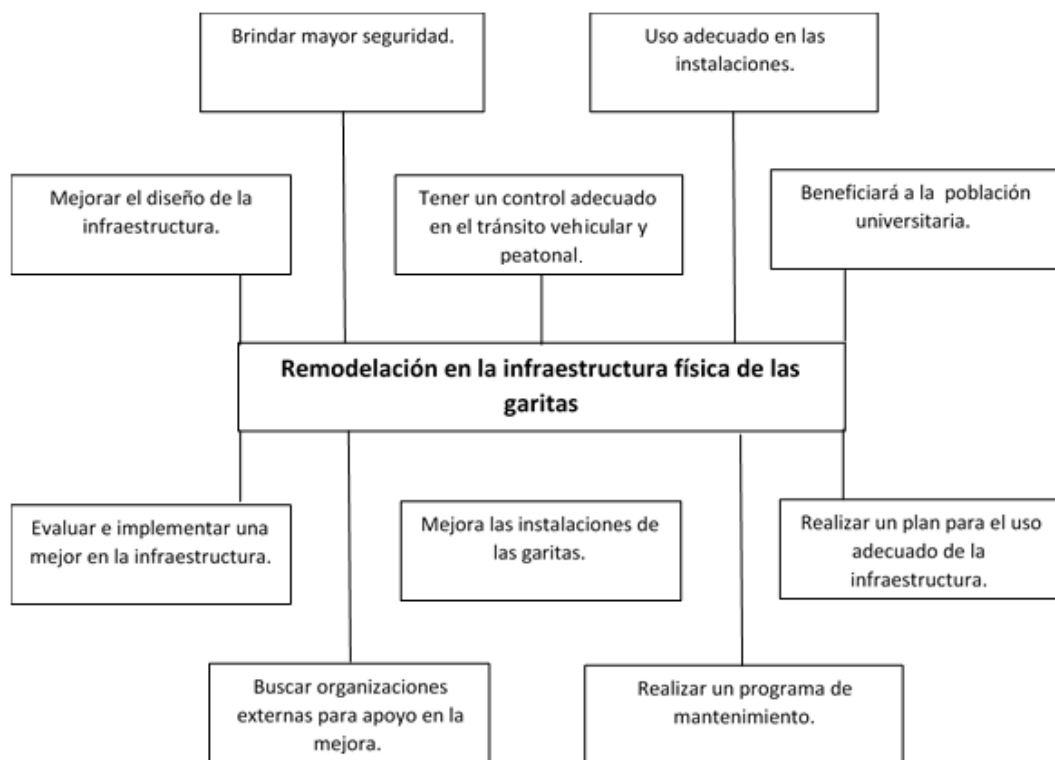 Brindar mayor seguridad.
Uso adecuado en las
instalaciones.
Mejorar el diseño de la
infraestructura.
Tener un control adecuado
en el tránsito vehicular y
peatonal.
Beneficiará a la población
universitaria.
Remodelación en la infraestructura física de las
garitas
Evaluar e implementar una
mejor en la infraestructura.
Mejora las instalaciones de
las garitas.
Realizar un plan para el uso
adecuado de la
infraestructura.
Buscar organizaciones
externas para apoyo en la
mejora.
Realizar un programa de
mantenimiento.